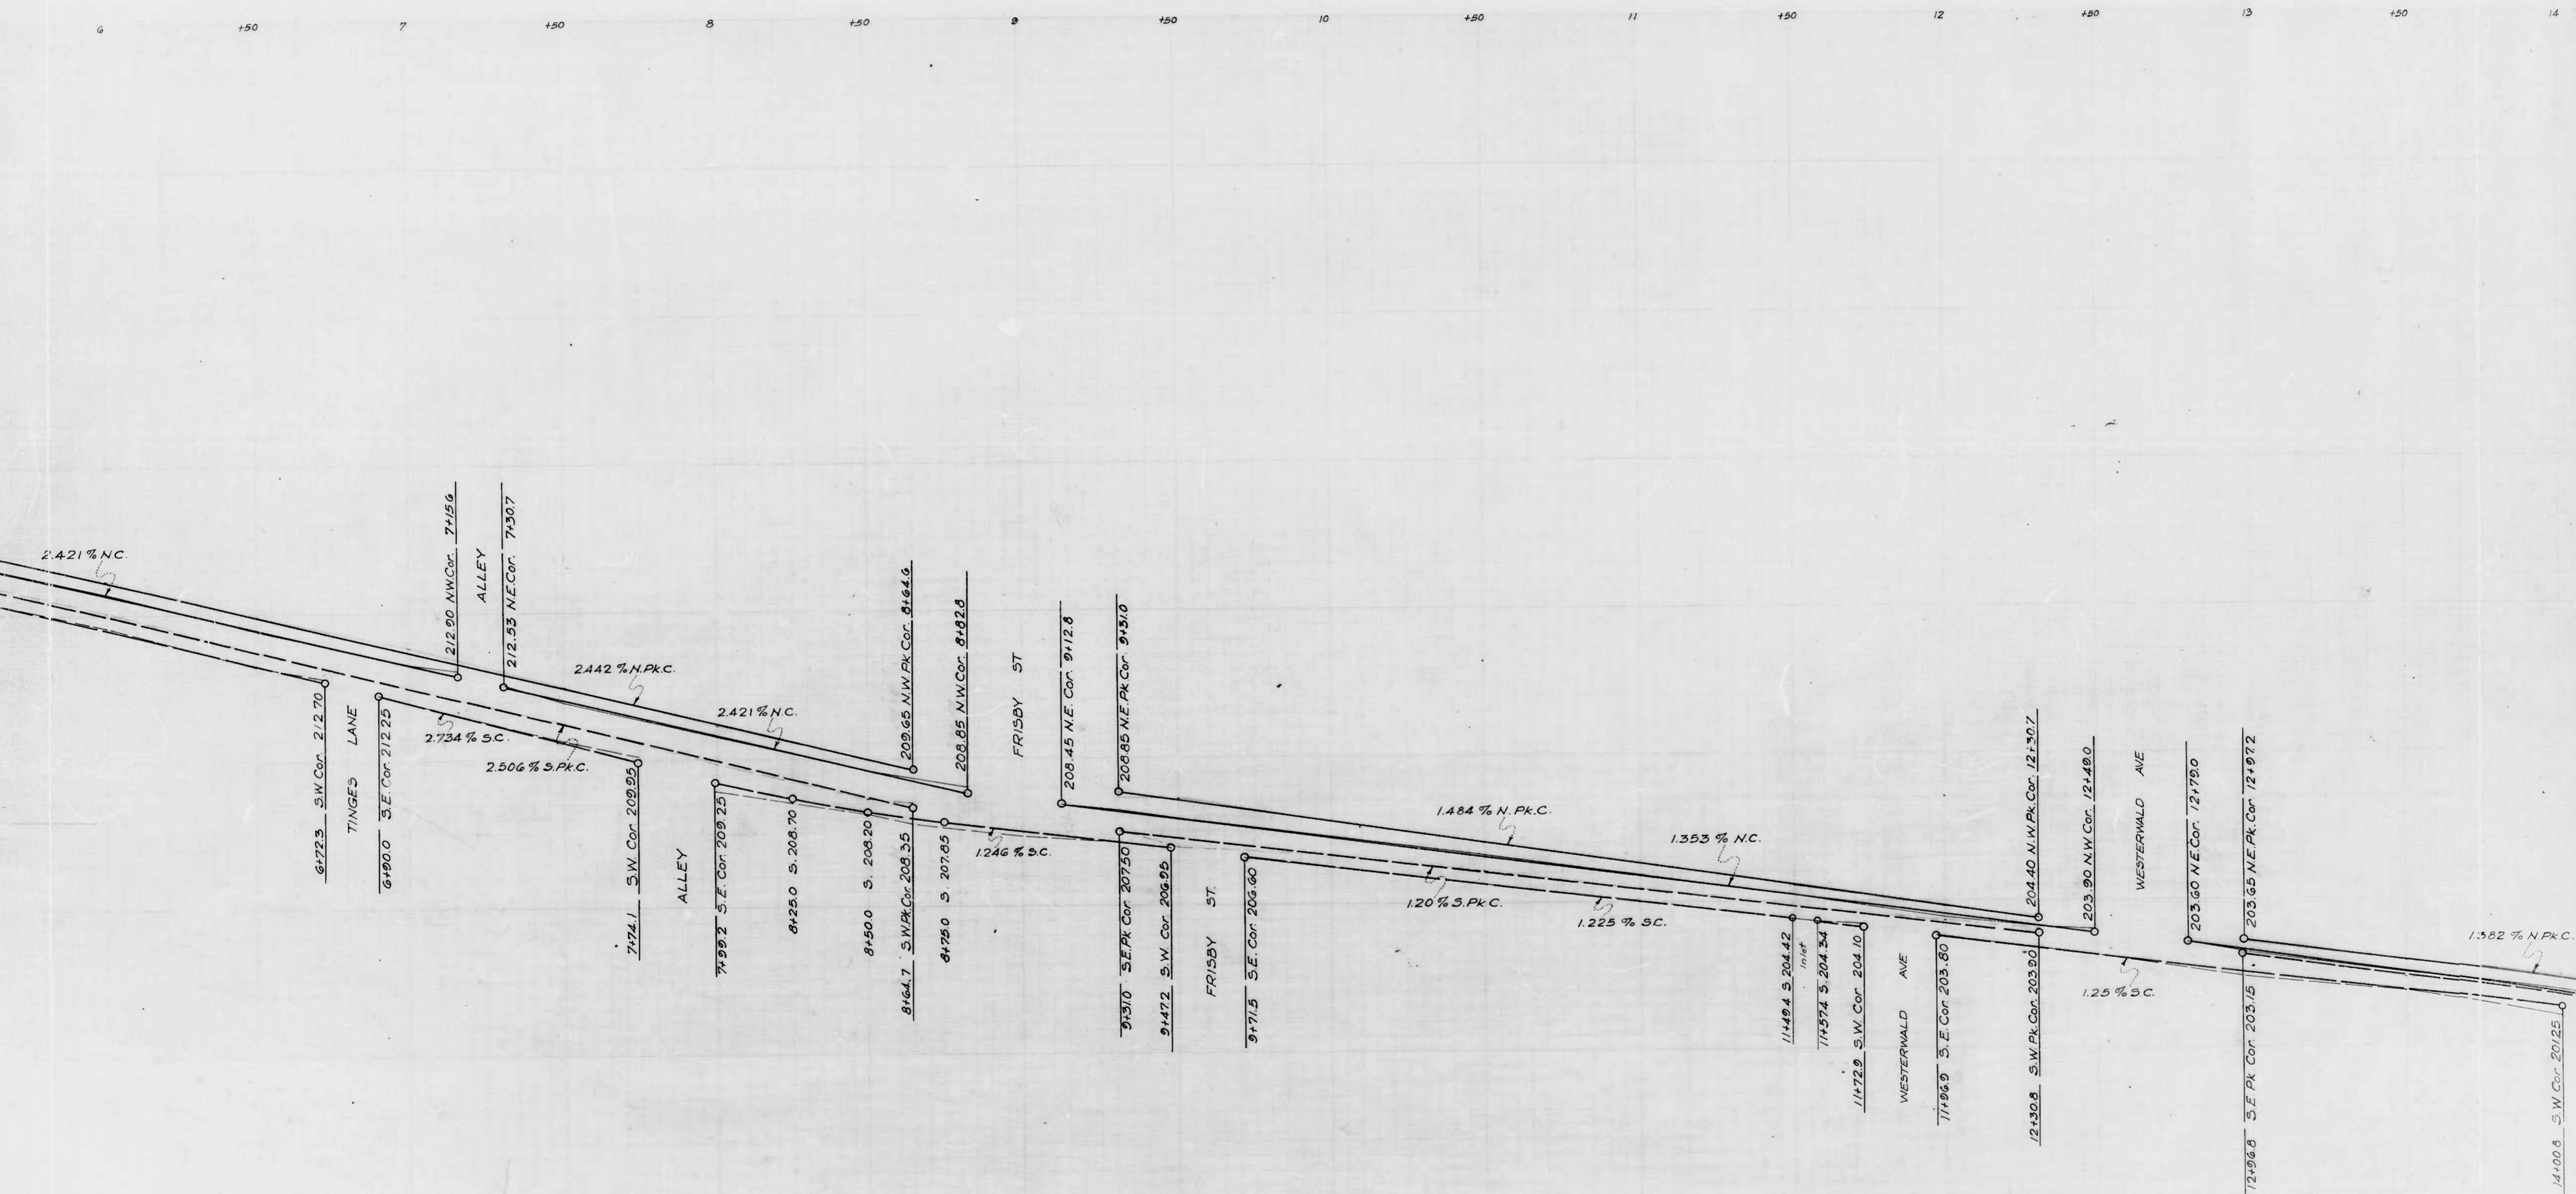 6 +50 7 +50 8 +50 9 +50 10 +50 11 +50 12 +50 13 +50 14
2.421 % N.C.
212.90 N.W.Cor. 7+15.6
ALLEY
212.53 N.E.Cor. 7+30.7
2.442 % N.Pk.C.
2.421 % N.C.
209.65 N.W.Pk.Cor. 8+64.6
208.85 N.W.Cor. 8+82.8
FRISBY ST
208.45 N.E. Cor. 9+12.8
208.85 N.E.Pk.Cor. 9+31.0
1.484 % N.Pk.C.
1.353 % N.C.
204.40 N.W.Pk.Cor. 12+30.7
203.90 N.W.Cor. 12+49.0
WESTERWALD AVE
203.60 N.E.Cor. 12+79.0
203.65 N.E.Pk.Cor. 12+97.2
1.382 % N.Pk.C.
6+72.3 S.W.Cor. 212.70
TINGES LANE
6+90.0 S.E.Cor. 212.25
2.734 % S.C.
2.506 % S.Pk.C.
7+74.1 S.W. Cor. 209.95
ALLEY
7+99.2 S.E. Cor. 209.25
8+25.0 S. 208.70
8+50.0 S. 208.20
8+64.7 S.W.Pk.Cor. 208.35
8+75.0 S. 207.85
1.246 % S.C.
9+31.0 S.E.Pk Cor. 207.50
9+47.2 S.W. Cor. 206.95
FRISBY ST.
9+71.5 S.E. Cor. 206.60
1.20 % S.Pk C.
1.225 % S.C.
11+49.4 S. 204.42
Inlet
11+57.4 S. 204.34
11+72.9 S.W. Cor. 204.10
WESTERWALD AVE
11+96.9 S.E. Cor. 203.80
12+30.8 S.W.Pk.Cor. 203.90
1.25 % S.C.
12+96.8 S.E Pk Cor. 203.15
14+00.8 S.W Cor. 201.25